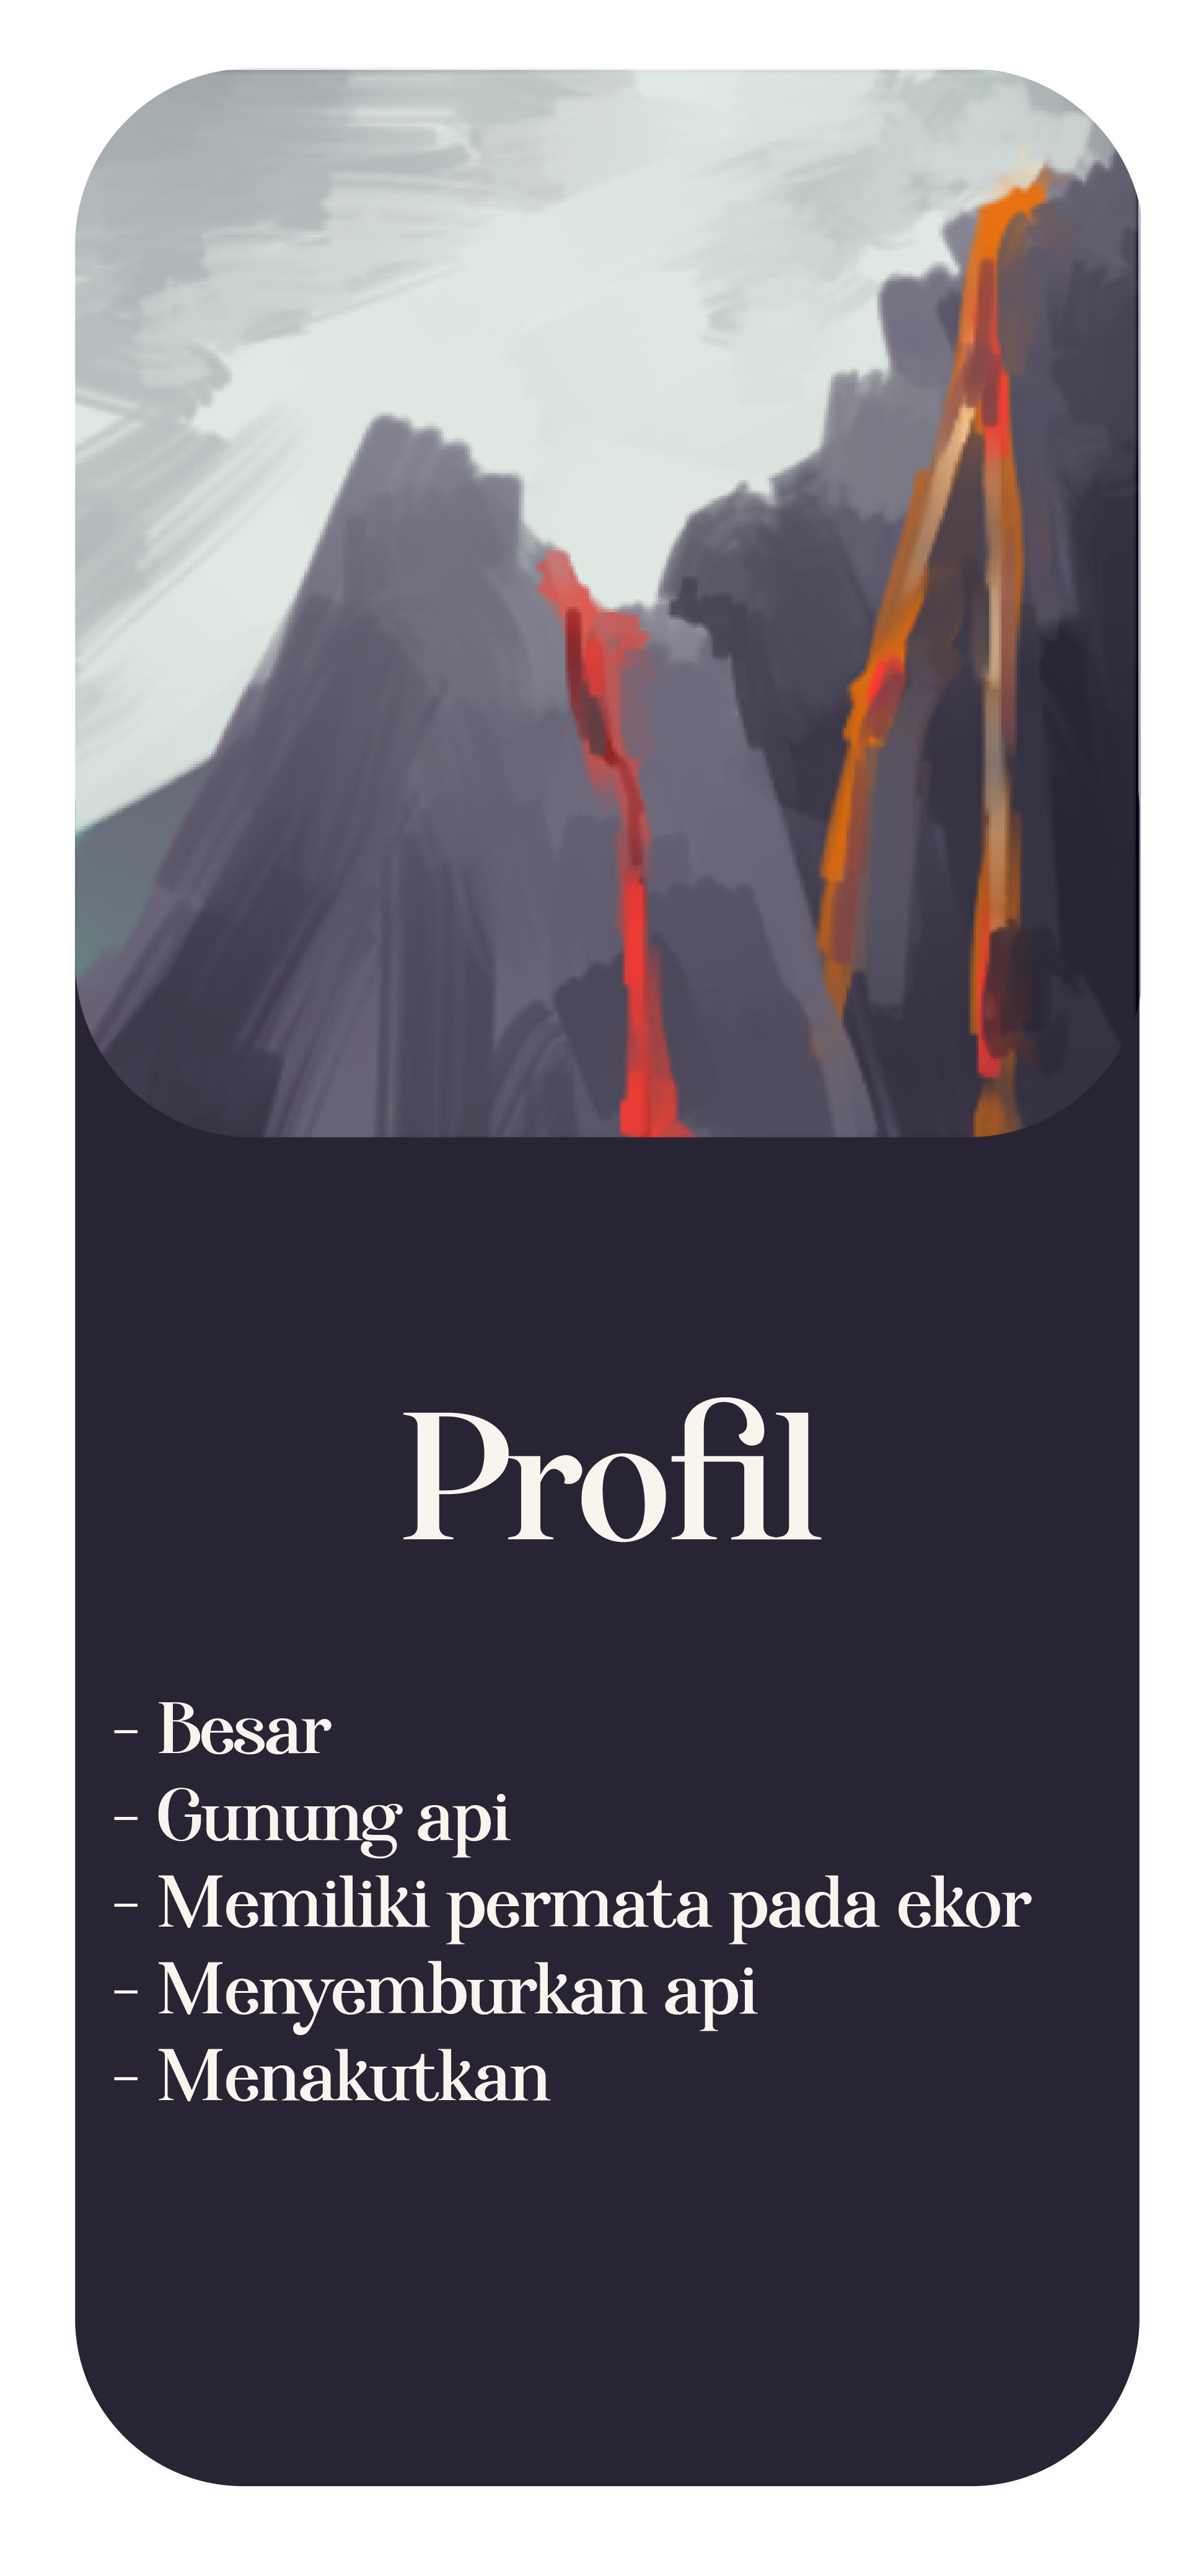 Profil
- Besar
- Gunung api
- Memiliki permata pada ekor
- Menyemburkan api
- Menakutkan